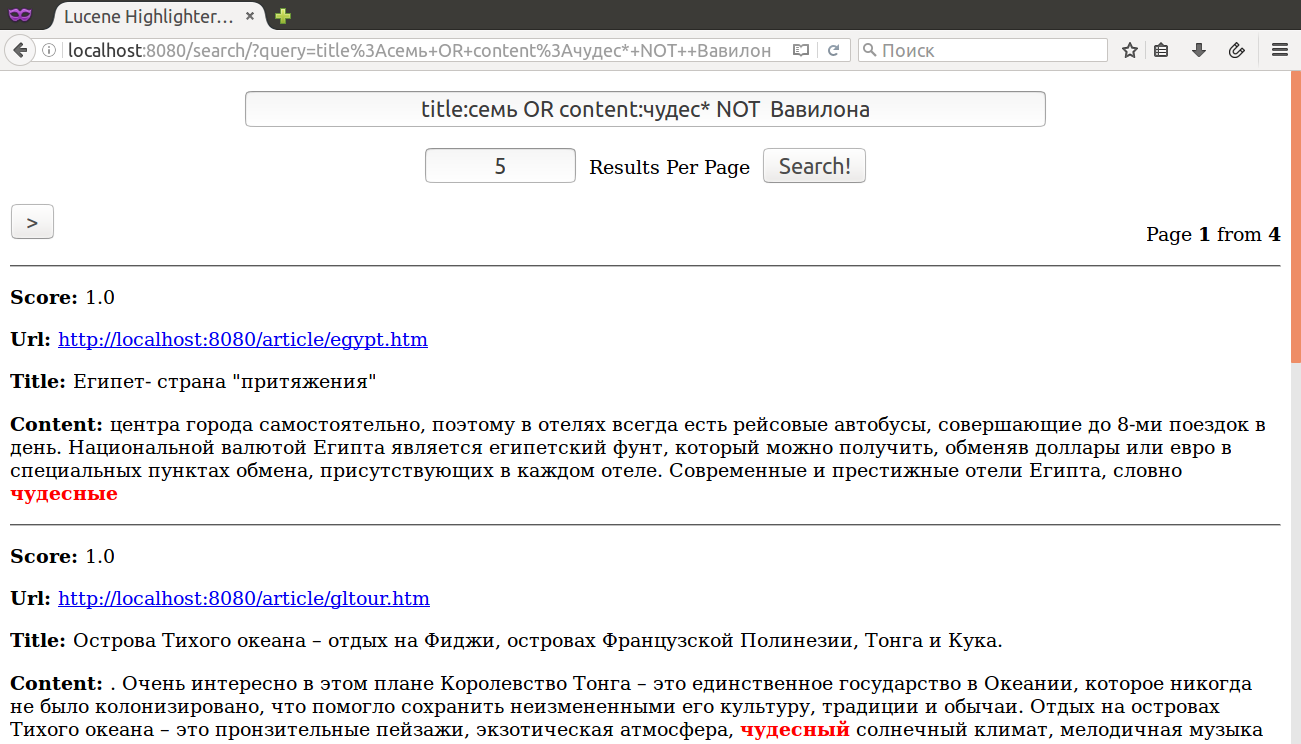 Lucene Highlighter... ×
localhost:8080/search/?query=title%3Aсемь+OR+content%3Aчудес*+NOT++Вавилон
Поиск
title:семь OR content:чудес* NOT  Вавилона
5 Results Per Page Search!
>
Page 1 from 4
Score: 1.0
Url: http://localhost:8080/article/egypt.htm
Title: Египет- страна "притяжения"
Content: центра города самостоятельно, поэтому в отелях всегда есть рейсовые автобусы, совершающие до 8-ми поездок в
день. Национальной валютой Египта является египетский фунт, который можно получить, обменяв доллары или евро в
специальных пунктах обмена, присутствующих в каждом отеле. Современные и престижные отели Египта, словно
чудесные
Score: 1.0
Url: http://localhost:8080/article/gltour.htm
Title: Острова Тихого океана – отдых на Фиджи, островах Французской Полинезии, Тонга и Кука.
Content: . Очень интересно в этом плане Королевство Тонга – это единственное государство в Океании, которое никогда
не было колонизировано, что помогло сохранить неизмененными его культуру, традиции и обычаи. Отдых на островах
Тихого океана – это пронзительные пейзажи, экзотическая атмосфера, чудесный солнечный климат, мелодичная музыка